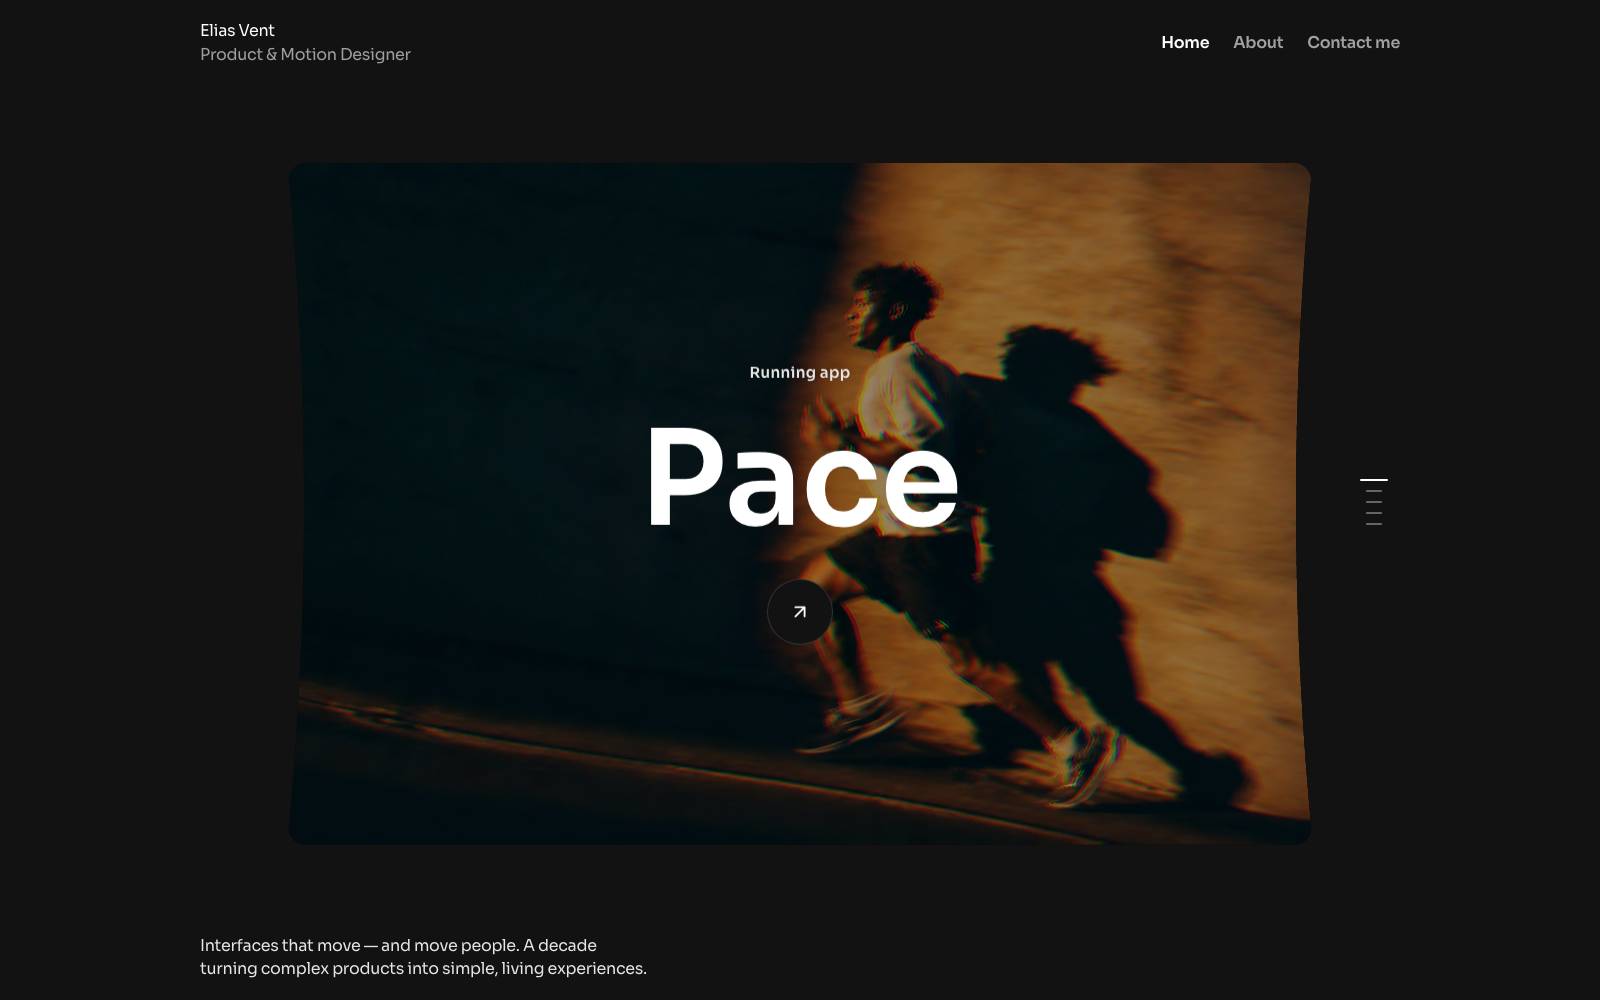 Elias Vent
Product & Motion Designer
Home About Contact me
Running app
Pace
Interfaces that move — and move people. A decade
turning complex products into simple, living experiences.